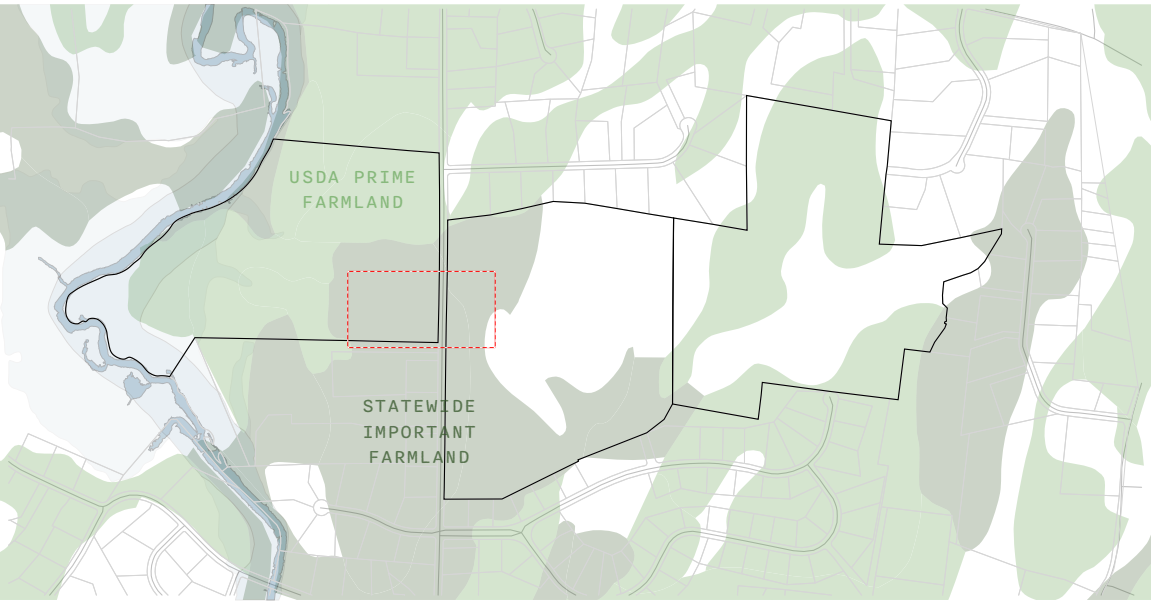 USDA PRIME
FARMLAND
STATEWIDE
IMPORTANT
FARMLAND